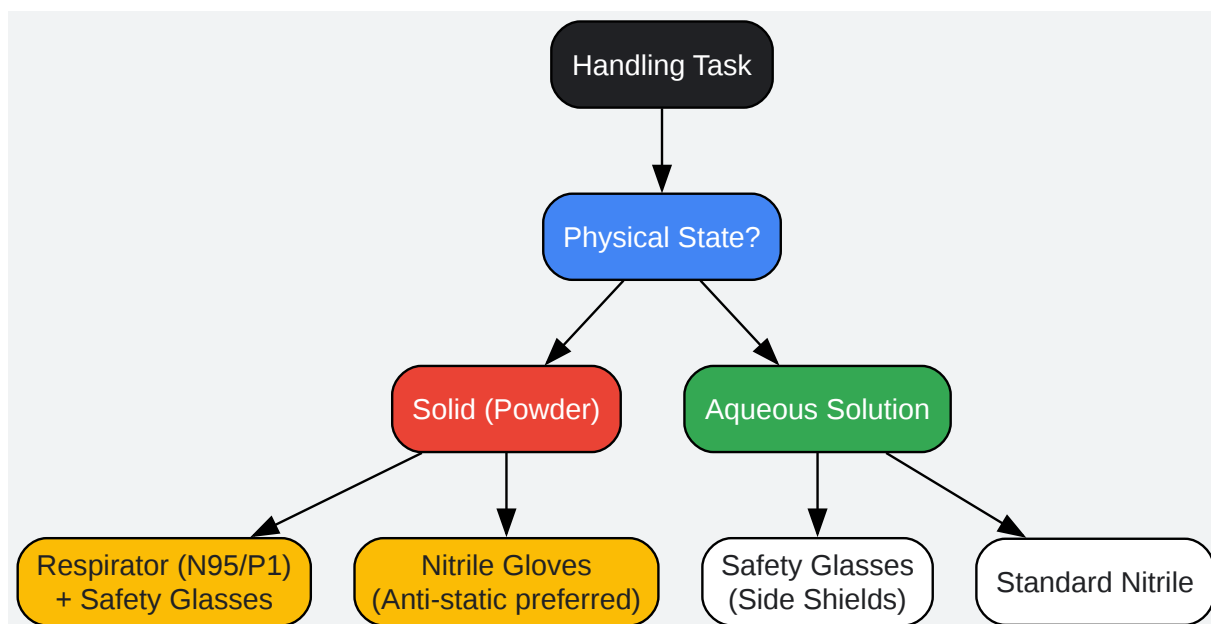 Handling Task
Physical State?
Solid (Powder)
Aqueous Solution
Respirator (N95/P1)
+ Safety Glasses
Nitrile Gloves
(Anti-static preferred)
Safety Glasses
(Side Shields)
Standard Nitrile